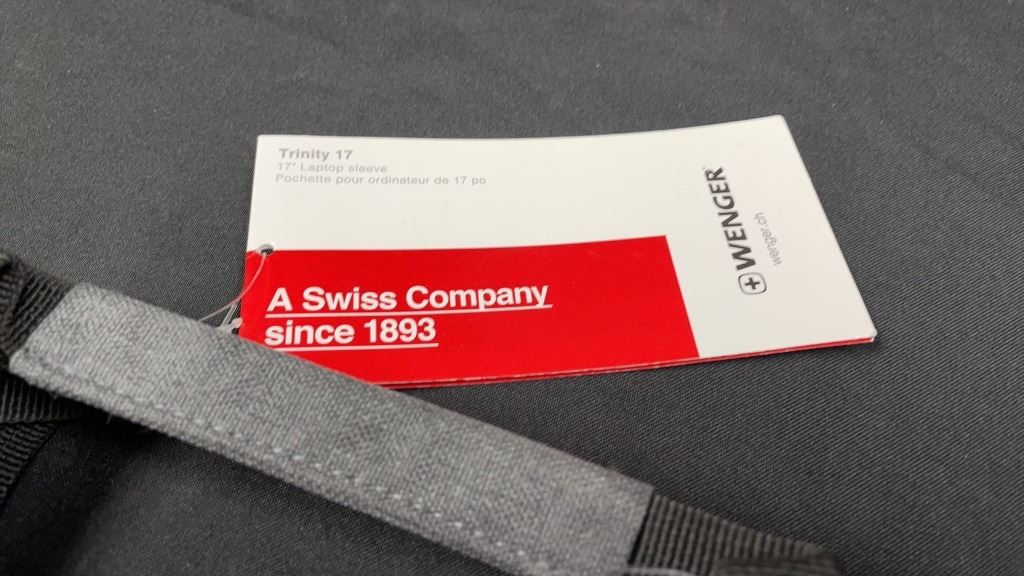 Trinity 17
17" Laptop sleeve
Pochette pour ordinateur de 17 po
A Swiss Company
since 1893
WENGER
wenger.ch